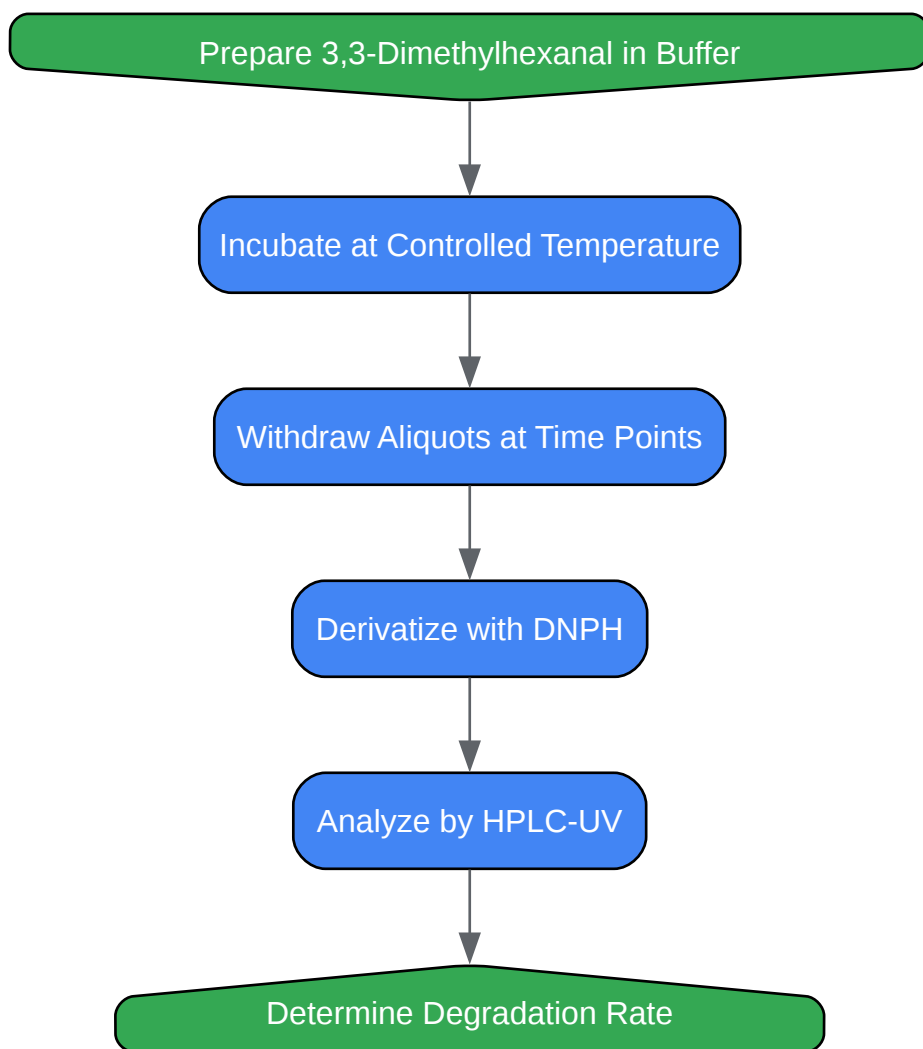 Prepare 3,3-Dimethylhexanal in Buffer
Incubate at Controlled Temperature
Withdraw Aliquots at Time Points
Derivatize with DNPH
Analyze by HPLC-UV
Determine Degradation Rate